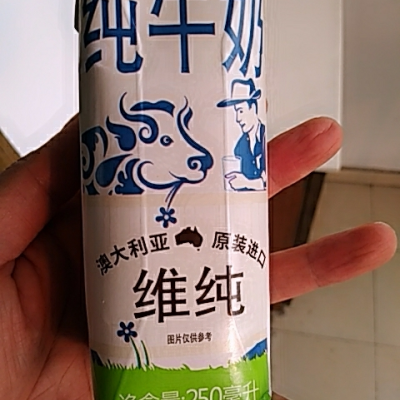 纯牛奶
澳大利亚 原装进口
维纯
图片仅供参考
净含量:250毫升